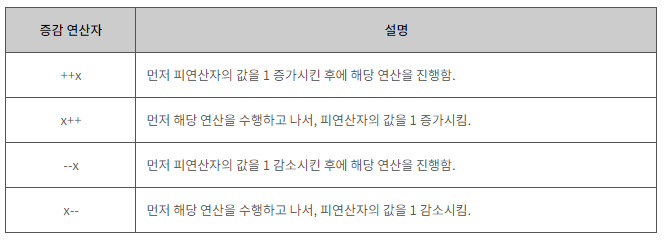 증감 연산자 설명
++x 먼저 피연산자의 값을 1 증가시킨 후에 해당 연산을 진행함.
x++ 먼저 해당 연산을 수행하고 나서, 피연산자의 값을 1 증가시킴.
--x 먼저 피연산자의 값을 1 감소시킨 후에 해당 연산을 진행함.
x-- 먼저 해당 연산을 수행하고 나서, 피연산자의 값을 1 감소시킴.